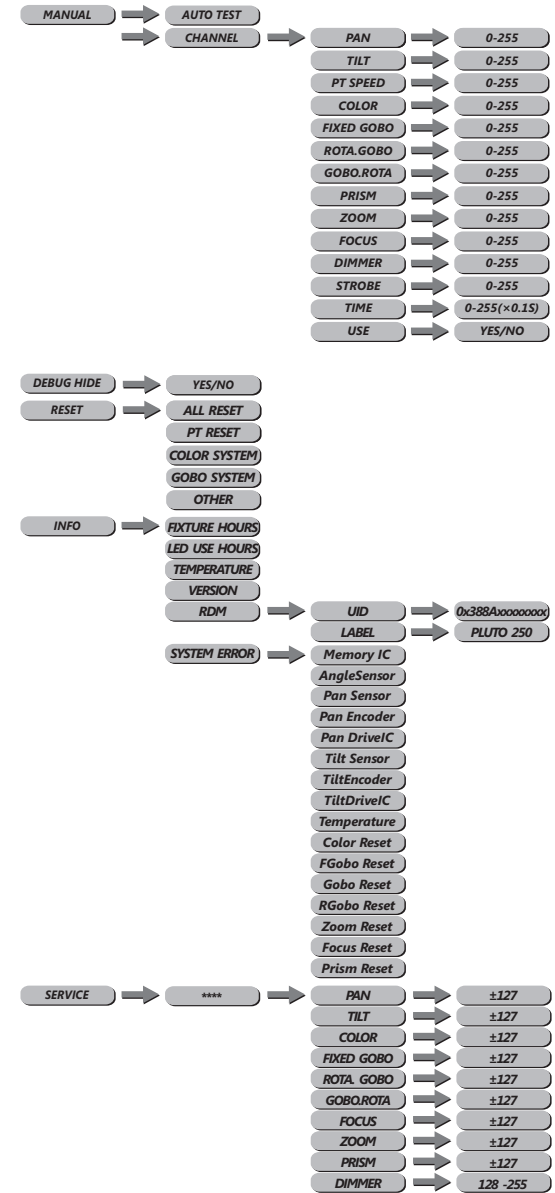 MANUAL AUTO TEST
CHANNEL PAN 0-255
TILT 0-255
PT SPEED 0-255
COLOR 0-255
FIXED GOBO 0-255
ROTA.GOBO 0-255
GOBO.ROTA 0-255
PRISM 0-255
ZOOM 0-255
FOCUS 0-255
DIMMER 0-255
STROBE 0-255
TIME 0-255(×0.1S)
USE YES/NO
DEBUG HIDE YES/NO
RESET ALL RESET
PT RESET
COLOR SYSTEM
GOBO SYSTEM
OTHER
INFO FIXTURE HOURS
LED USE HOURS
TEMPERATURE
VERSION
RDM UID 0x388Axxxxxxxx
LABEL PLUTO 250
SYSTEM ERROR Memory IC
AngleSensor
Pan Sensor
Pan Encoder
Pan DriveIC
Tilt Sensor
TiltEncoder
TiltDriveIC
Temperature
Color Reset
FGobo Reset
Gobo Reset
RGobo Reset
Zoom Reset
Focus Reset
Prism Reset
SERVICE **** PAN ±127
TILT ±127
COLOR ±127
FIXED GOBO ±127
ROTA. GOBO ±127
GOBO.ROTA ±127
FOCUS ±127
ZOOM ±127
PRISM ±127
DIMMER 128 -255